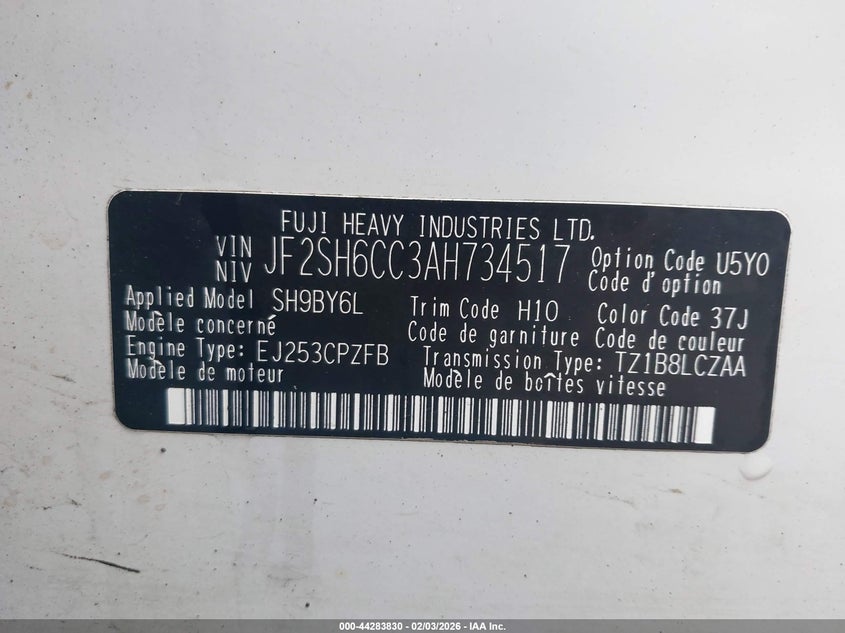 FUJI HEAVY INDUSTRIES LTD.
VIN
NIV JF2SH6CC3AH734517
Option Code U5Y0
Code d'option
Applied Model SH9BY6L Trim Code H10 Color Code 37J
Modèle concerné Code de garniture Code de couleur
Engine Type: EJ253CPZFB Transmission Type: TZ1B8LCZAA
Modèle de moteur Modèle de boîtes vitesse
000-44283830 - 02/03/2026 - IAA Inc.